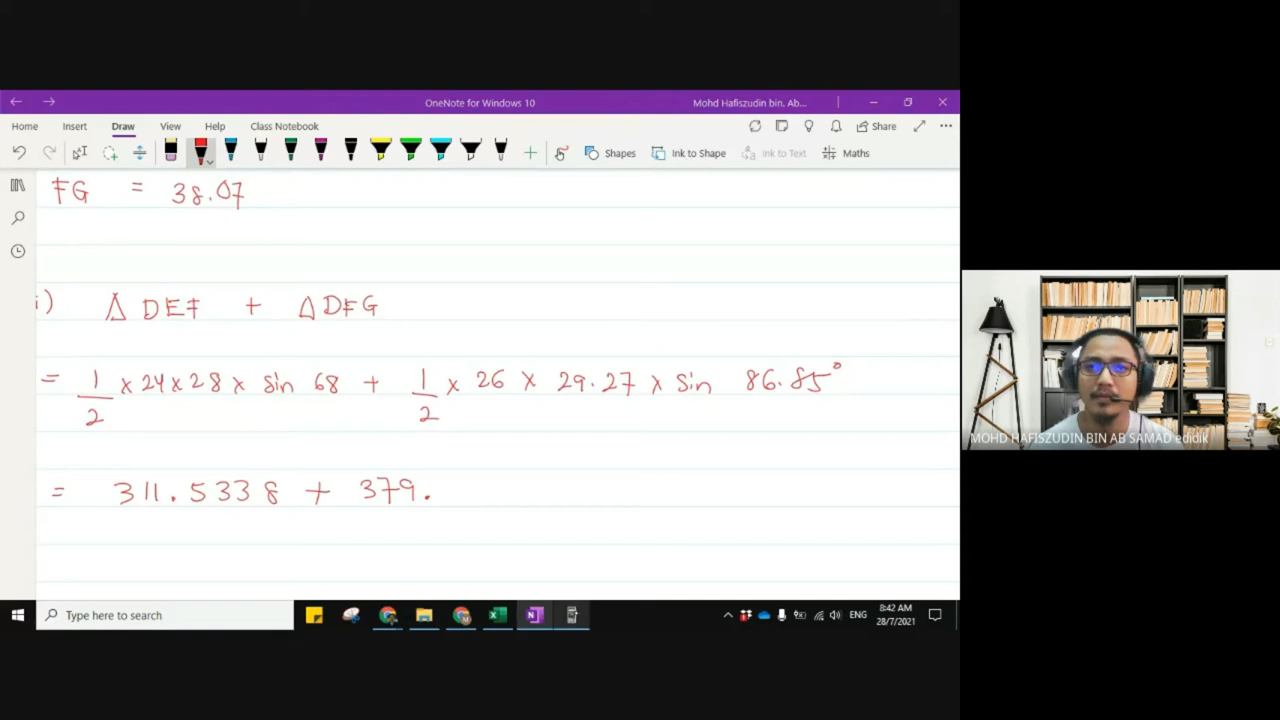 OneNote for Windows 10
Mohd Hafiszudin bin. Ab...
Home Insert Draw View Help Class Notebook
Share
Shapes Ink to Shape Ink to Text Maths
FG = 38.07
i) Δ DEF + Δ DFG
= 1/2 × 24 × 28 × sin 68 + 1/2 × 26 × 29.27 × sin 86.85°
= 311.5338 + 379.
MOHD HAFISZUDIN BIN AB SAMAD edidik
Type here to search
ENG
8:42 AM
28/7/2021